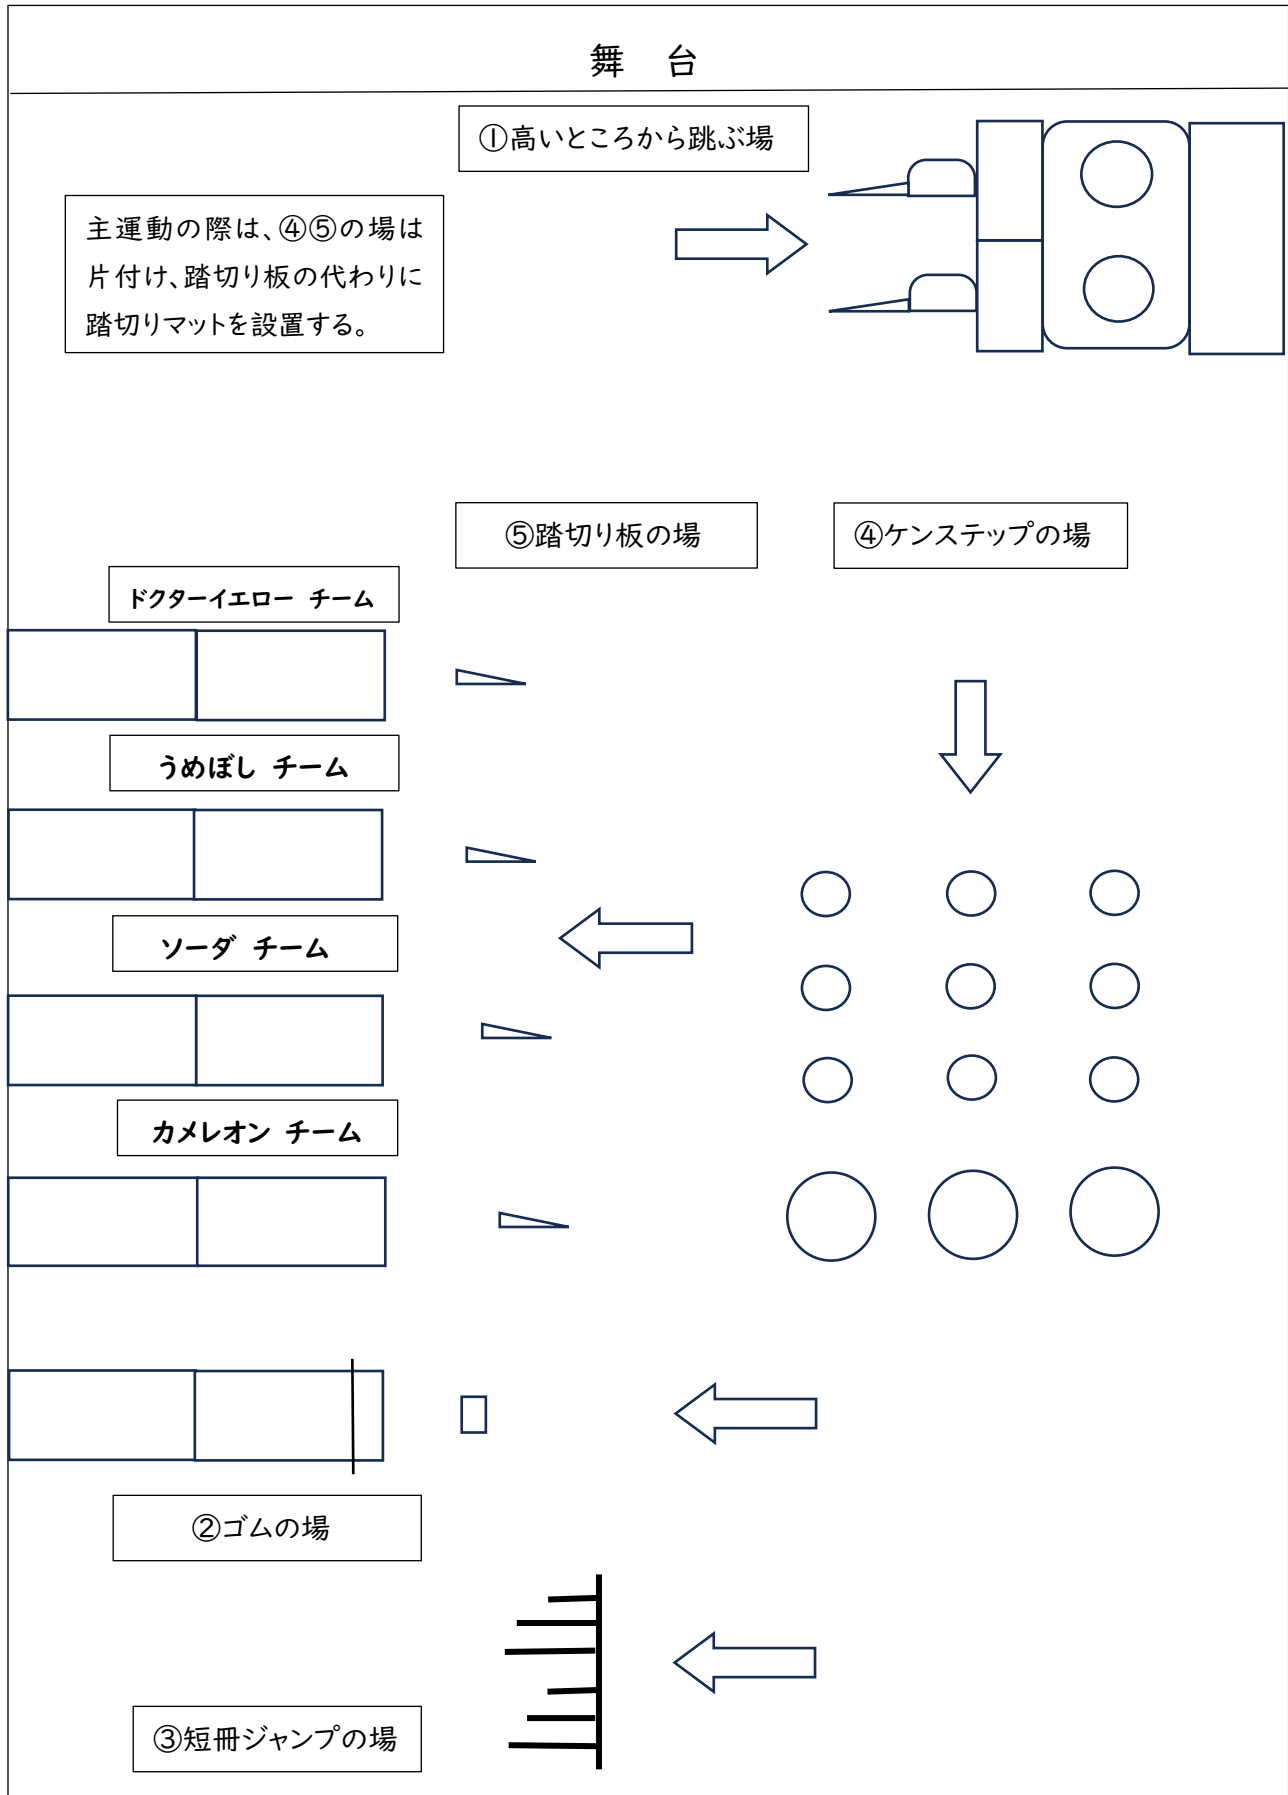 舞　台
①高いところから跳ぶ場
主運動の際は、④⑤の場は
片付け、踏切り板の代わりに
踏切りマットを設置する。
⑤踏切り板の場
④ケンステップの場
ドクターイエロー チーム
うめぼし チーム
ソーダ チーム
カメレオン チーム
②ゴムの場
③短冊ジャンプの場